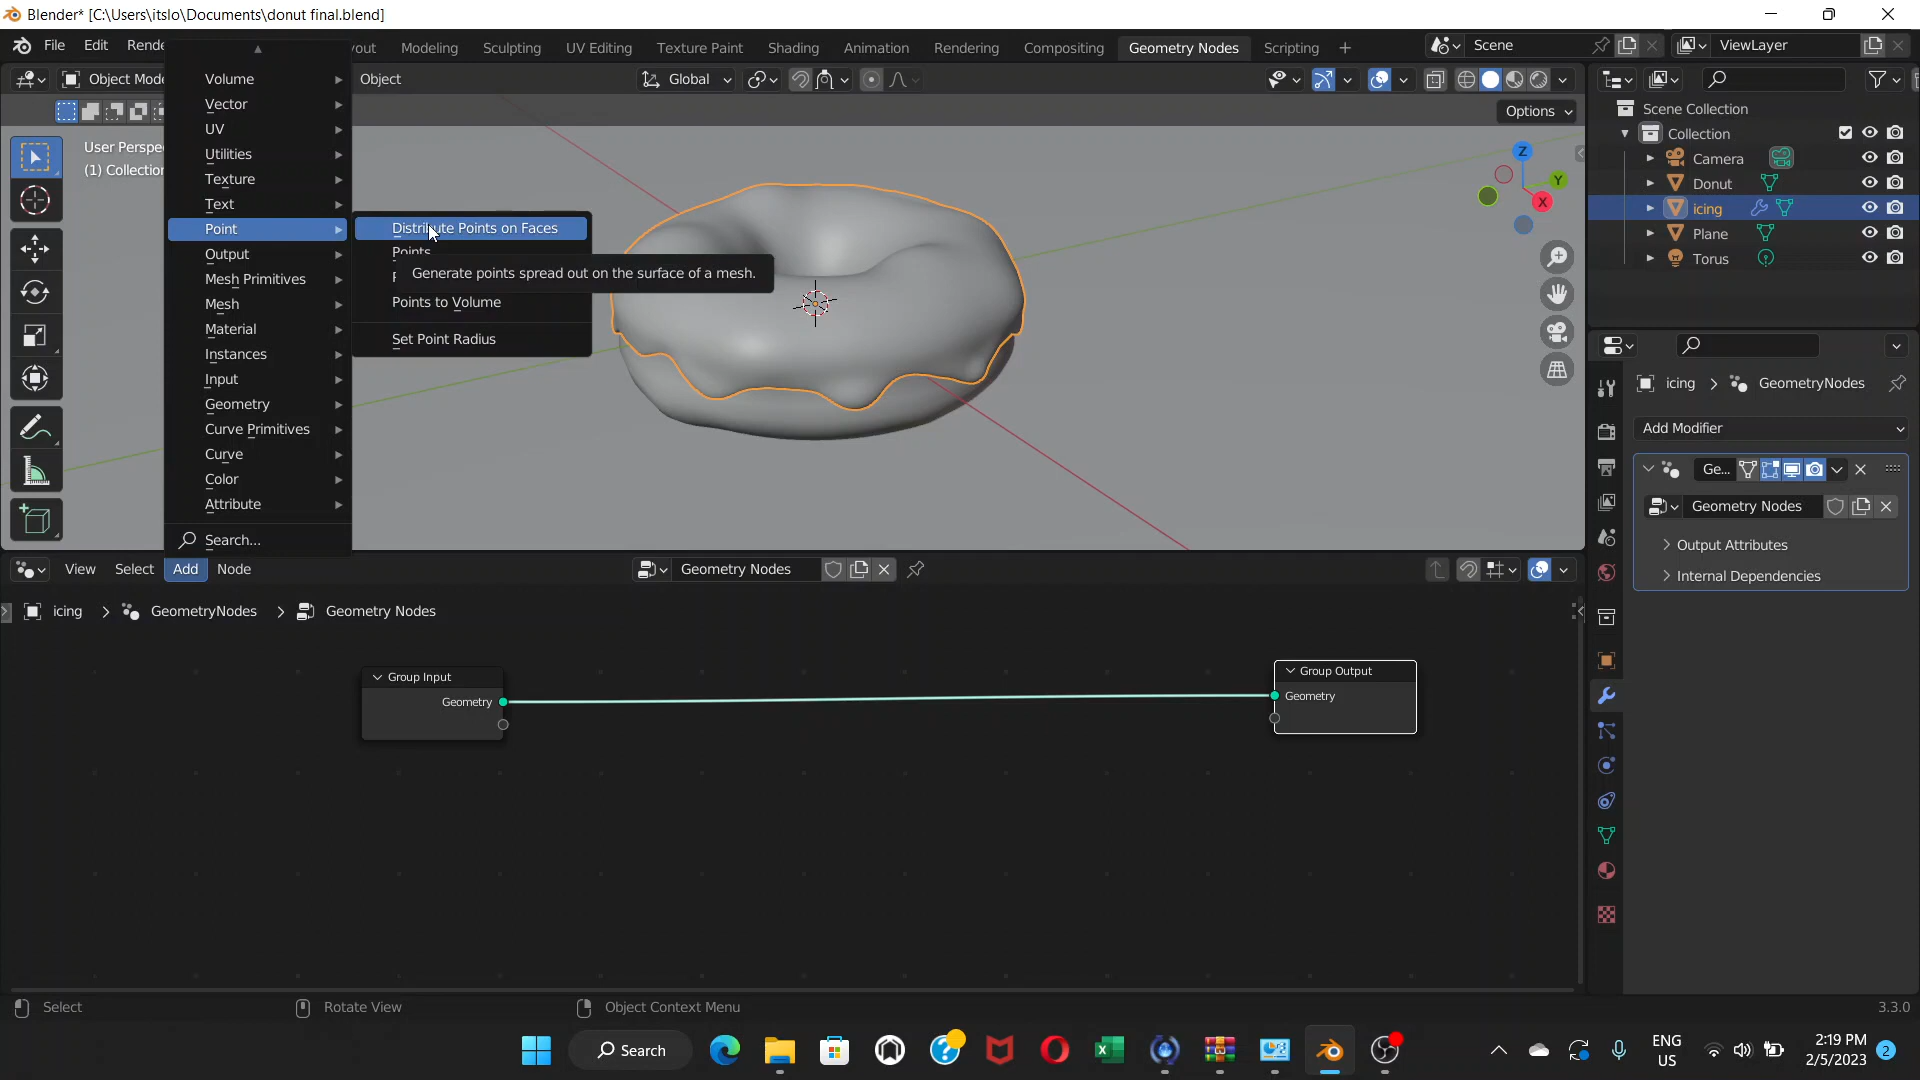 Blender* [C:\Users\itslo\Documents\donut final.blend]
File Edit Rende yout Modeling Sculpting UV Editing Texture Paint Shading Animation Rendering Compositing Geometry Nodes Scripting + Scene ViewLayer
Object Mode Object Global
Options
User Perspe
(1) Collection
Volume
Vector
UV
Utilities
Texture
Text
Point
Output
Mesh Primitives
Mesh
Material
Instances
Input
Geometry
Curve Primitives
Curve
Color
Attribute
Search...
Distribute Points on Faces
Points
Generate points spread out on the surface of a mesh.
Points to Volume
Set Point Radius
Z
Y
X
Scene Collection
Collection
Camera
Donut
icing
Plane
Torus
icing > GeometryNodes
Add Modifier
Ge...
Geometry Nodes
Output Attributes
Internal Dependencies
View Select Add Node Geometry Nodes
icing > GeometryNodes > Geometry Nodes
Group Input
Geometry
Group Output
Geometry
Select Rotate View Object Context Menu 3.3.0
Search
ENG
US
2:19 PM
2/5/2023
2